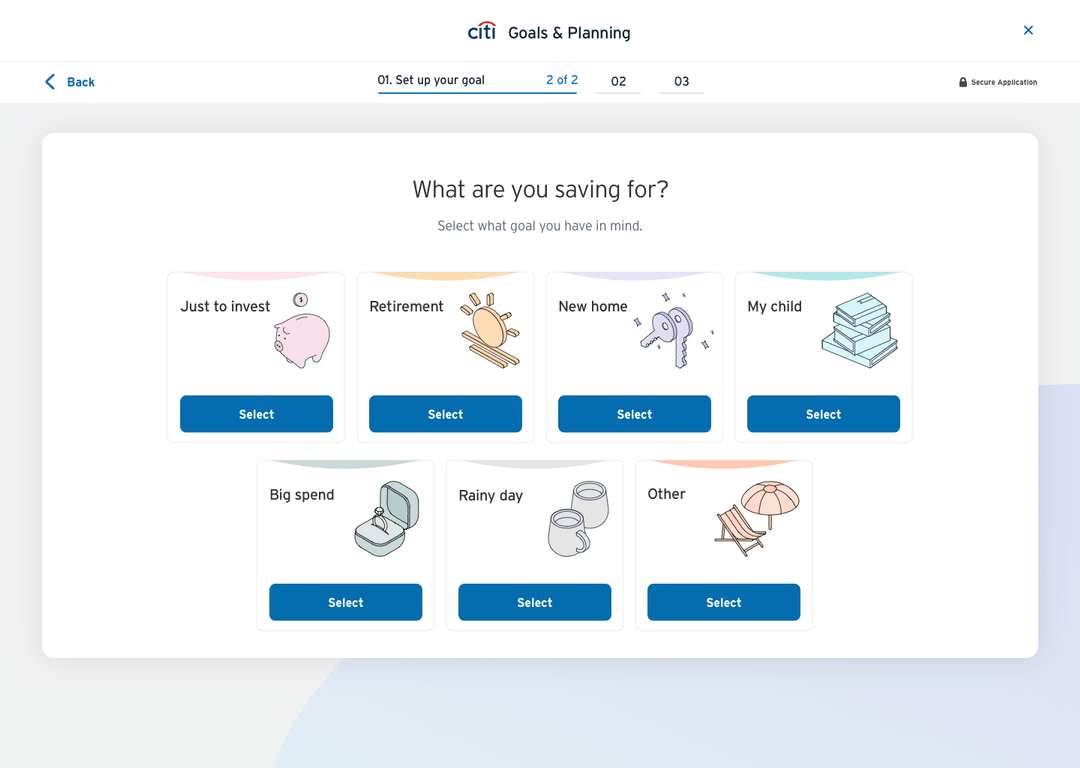 citi Goals & Planning
Back
01. Set up your goal 2 of 2 02 03
Secure Application
What are you saving for?
Select what goal you have in mind.
Just to invest
$
Retirement
New home
My child
Select
Select
Select
Select
Big spend
Rainy day
Other
Select
Select
Select